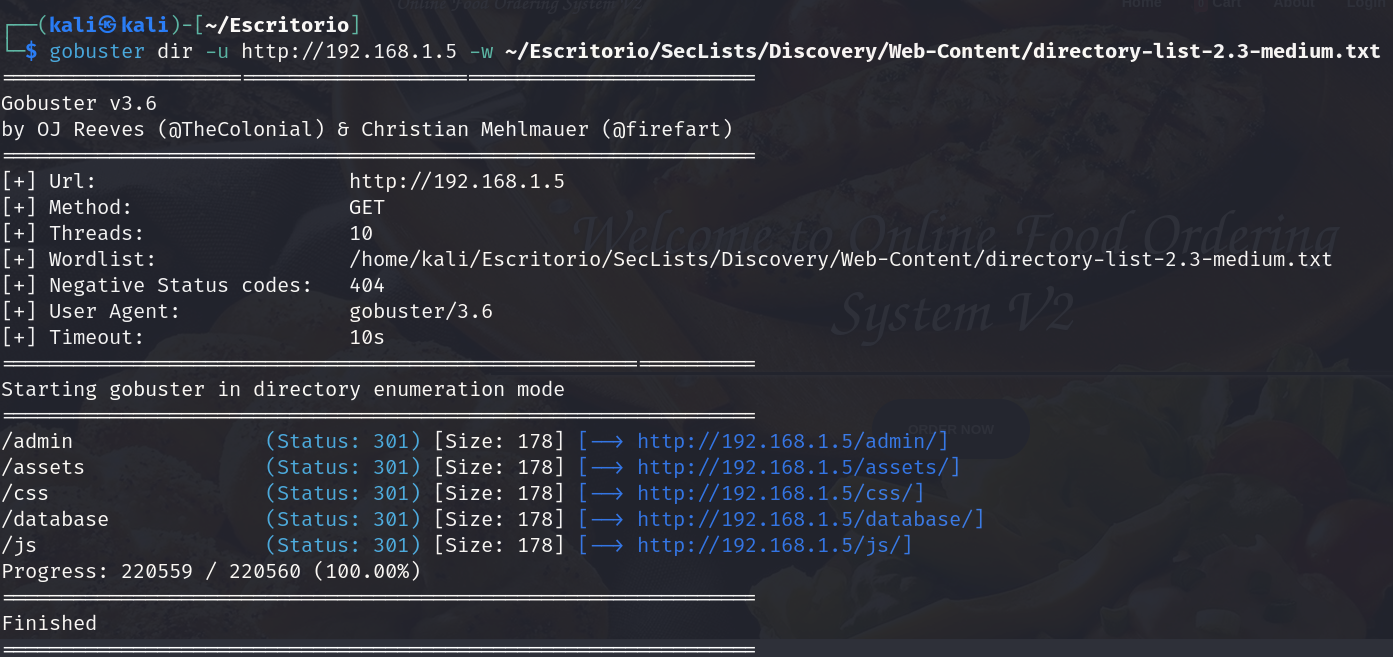 Online Food Ordering System V2
Home 0 Cart About Login
┌──(kali㉿kali)-[~/Escritorio]
└─$ gobuster dir -u http://192.168.1.5 -w ~/Escritorio/SecLists/Discovery/Web-Content/directory-list-2.3-medium.txt
===============================================================
Gobuster v3.6
by OJ Reeves (@TheColonial) & Christian Mehlmauer (@firefart)
===============================================================
[+] Url: http://192.168.1.5
[+] Method: GET
[+] Threads: 10
[+] Wordlist: /home/kali/Escritorio/SecLists/Discovery/Web-Content/directory-list-2.3-medium.txt
[+] Negative Status codes: 404
[+] User Agent: gobuster/3.6
[+] Timeout: 10s
Welcome to Online Food Ordering
System V2
===============================================================
Starting gobuster in directory enumeration mode
===============================================================
/admin (Status: 301) [Size: 178] [--> http://192.168.1.5/admin/]
ORDER NOW
/assets (Status: 301) [Size: 178] [--> http://192.168.1.5/assets/]
/css (Status: 301) [Size: 178] [--> http://192.168.1.5/css/]
/database (Status: 301) [Size: 178] [--> http://192.168.1.5/database/]
/js (Status: 301) [Size: 178] [--> http://192.168.1.5/js/]
Progress: 220559 / 220560 (100.00%)
===============================================================
Finished
===============================================================